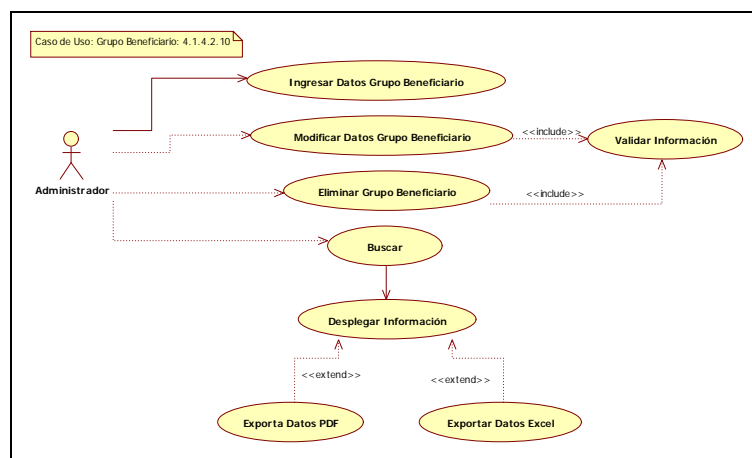 Caso de Uso: Grupo Beneficiario: 4.1.4.2.10
Ingresar Datos Grupo Beneficiario
Modificar Datos Grupo Beneficiario
<<include>>
Validar Información
Administrador
Eliminar Grupo Beneficiario
<<include>>
Buscar
Desplegar Información
<<extend>>
<<extend>>
Exporta Datos PDF
Exportar Datos Excel